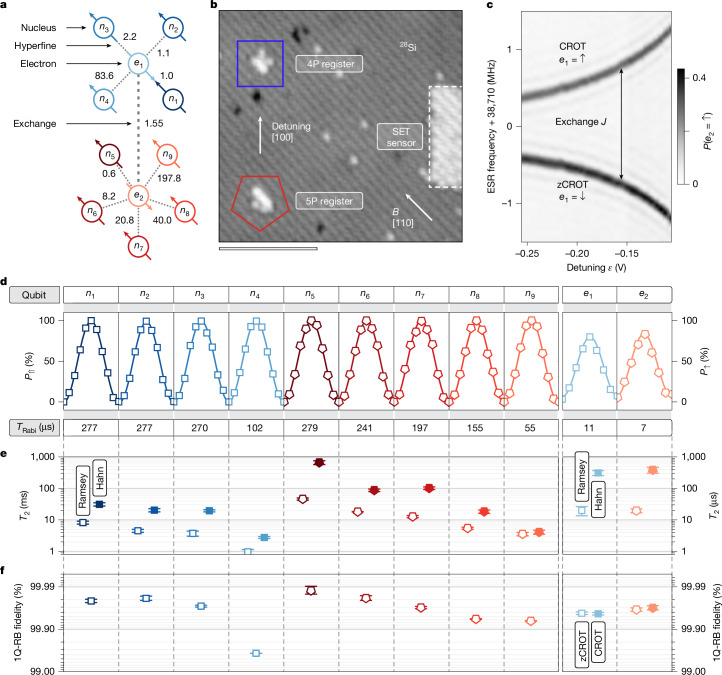 a
Nucleus
Hyperfine
Electron
Exchange
n3
n2
2.2
1.1
e1
83.6
1.0
n4
n1
1.55
n5
n9
0.6
197.8
e2
8.2
n6
20.8
40.0
n8
n7
b
28Si
4P register
Detuning
[100]
SET
sensor
5P register
B
[110]
c
ESR frequency + 38,710 (MHz)
1
0
−1
CROT
e1 = ↑
Exchange J
zCROT
e1 = ↓
−0.25
−0.20
−0.15
Detuning ε (V)
0.4
0
P(e2 = ↑)
d
Qubit
n1
n2
n3
n4
n5
n6
n7
n8
n9
e1
e2
P⇑ (%)
100
50
0
100
50
0
P↑ (%)
TRabi (μs)
277
277
270
102
279
241
197
155
55
11
7
e
T2 (ms)
1,000
100
10
1
Ramsey
Hahn
Ramsey
Hahn
1,000
100
10
1
T2 (μs)
f
1Q-RB fidelity (%)
99.99
99.90
99.00
zCROT
CROT
99.99
99.90
99.00
1Q-RB fidelity (%)